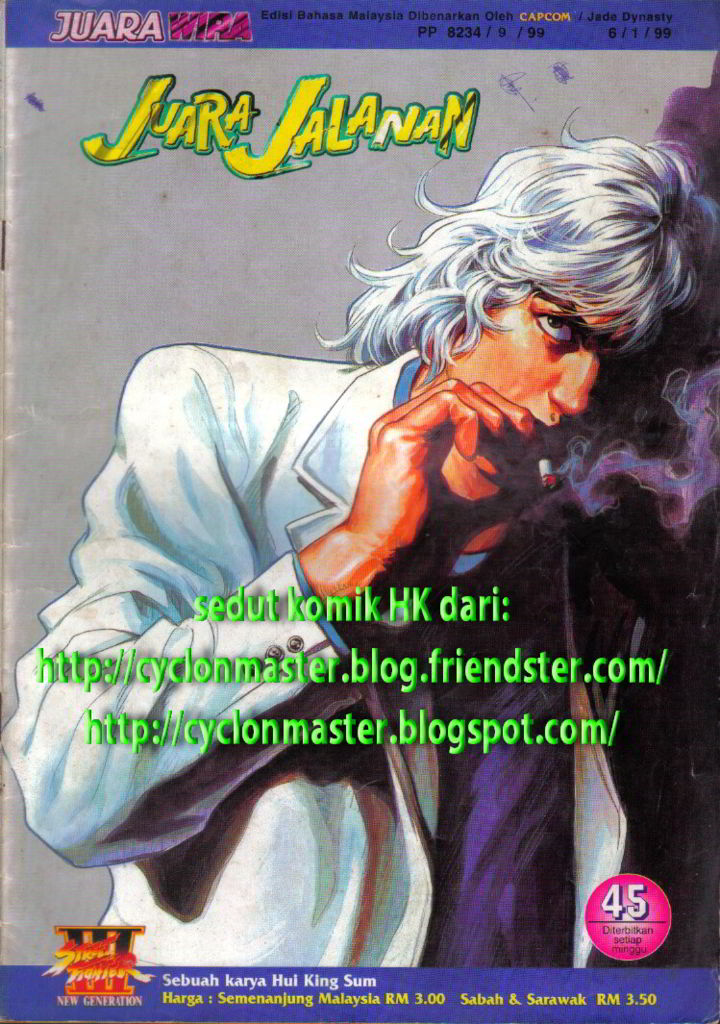 JUARA WIRA
Edisi Bahasa Malaysia Dibenarkan Oleh CAPCOM / Jade Dynasty
PP 8234 / 9 / 99 6 / 1 / 99
JUARA JALANAN
sedut komik HK dari:
http://cyclonmaster.blog.friendster.com/
http://cyclonmaster.blogspot.com/
45
Diterbitkan
setiap
minggu
III
STREET
FIGHTER
NEW GENERATION
Sebuah karya Hui King Sum
Harga : Semenanjung Malaysia RM 3.00 Sabah & Sarawak RM 3.50